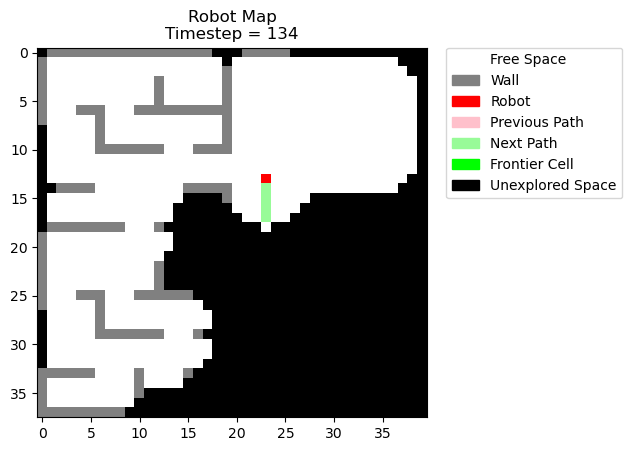 Robot Map
Timestep = 134
0
5
10
15
20
25
30
35
0
5
10
15
20
25
30
35
Free Space
Wall
Robot
Previous Path
Next Path
Frontier Cell
Unexplored Space